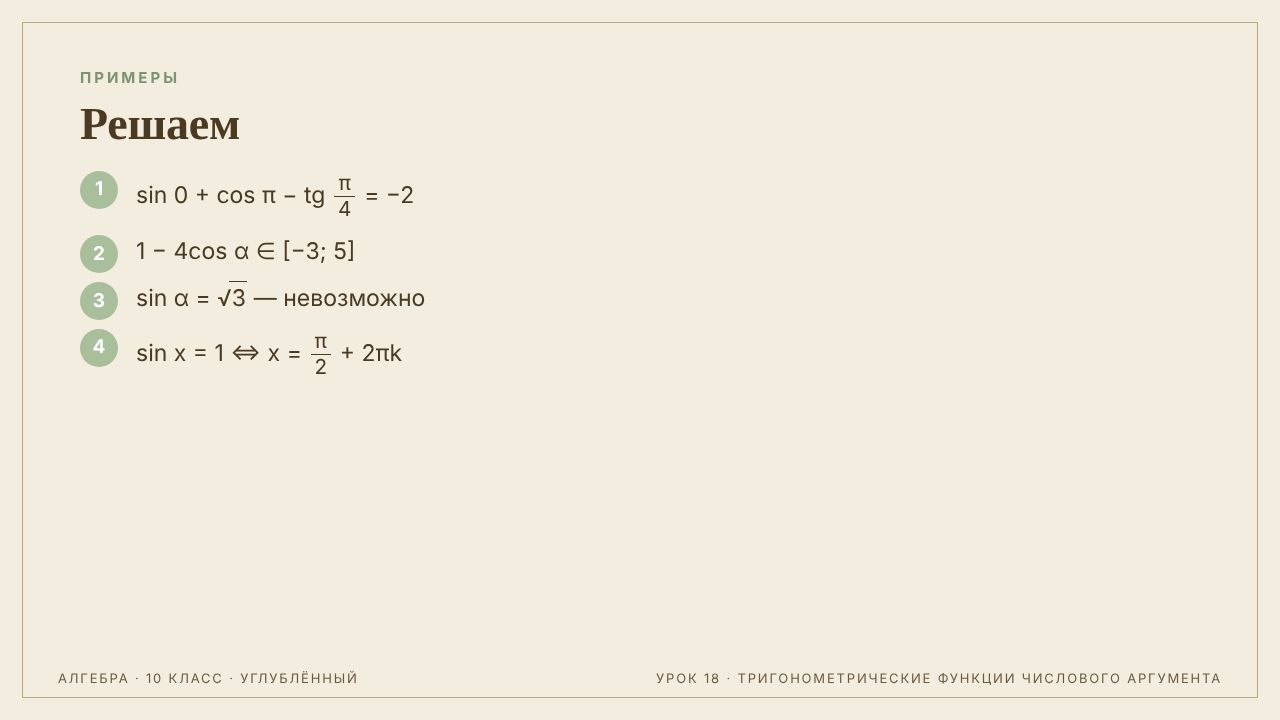 ПРИМЕРЫ
Решаем
1 sin 0 + cos π − tg π/4 = −2
2 1 − 4cos α ∈ [−3; 5]
3 sin α = √3 — невозможно
4 sin x = 1 ⇔ x = π/2 + 2πk
АЛГЕБРА · 10 КЛАСС · УГЛУБЛЁННЫЙ
УРОК 18 · ТРИГОНОМЕТРИЧЕСКИЕ ФУНКЦИИ ЧИСЛОВОГО АРГУМЕНТА